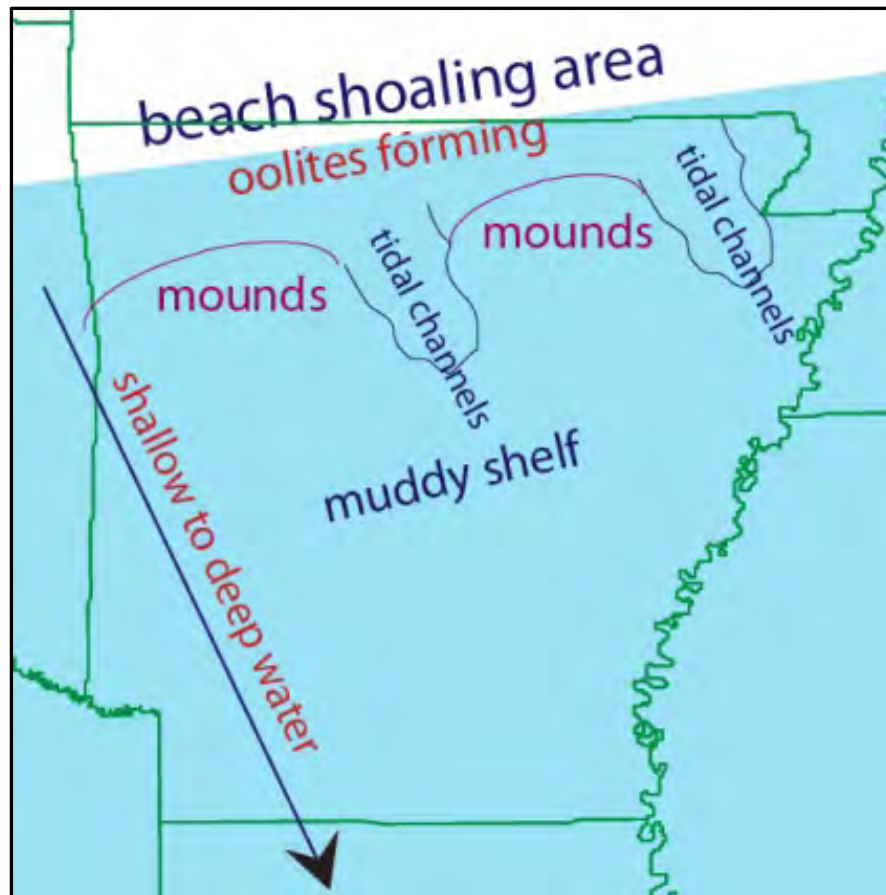 beach shoaling area
oolites forming
tidal channels
mounds
tidal channels
mounds
shallow to deep water
muddy shelf